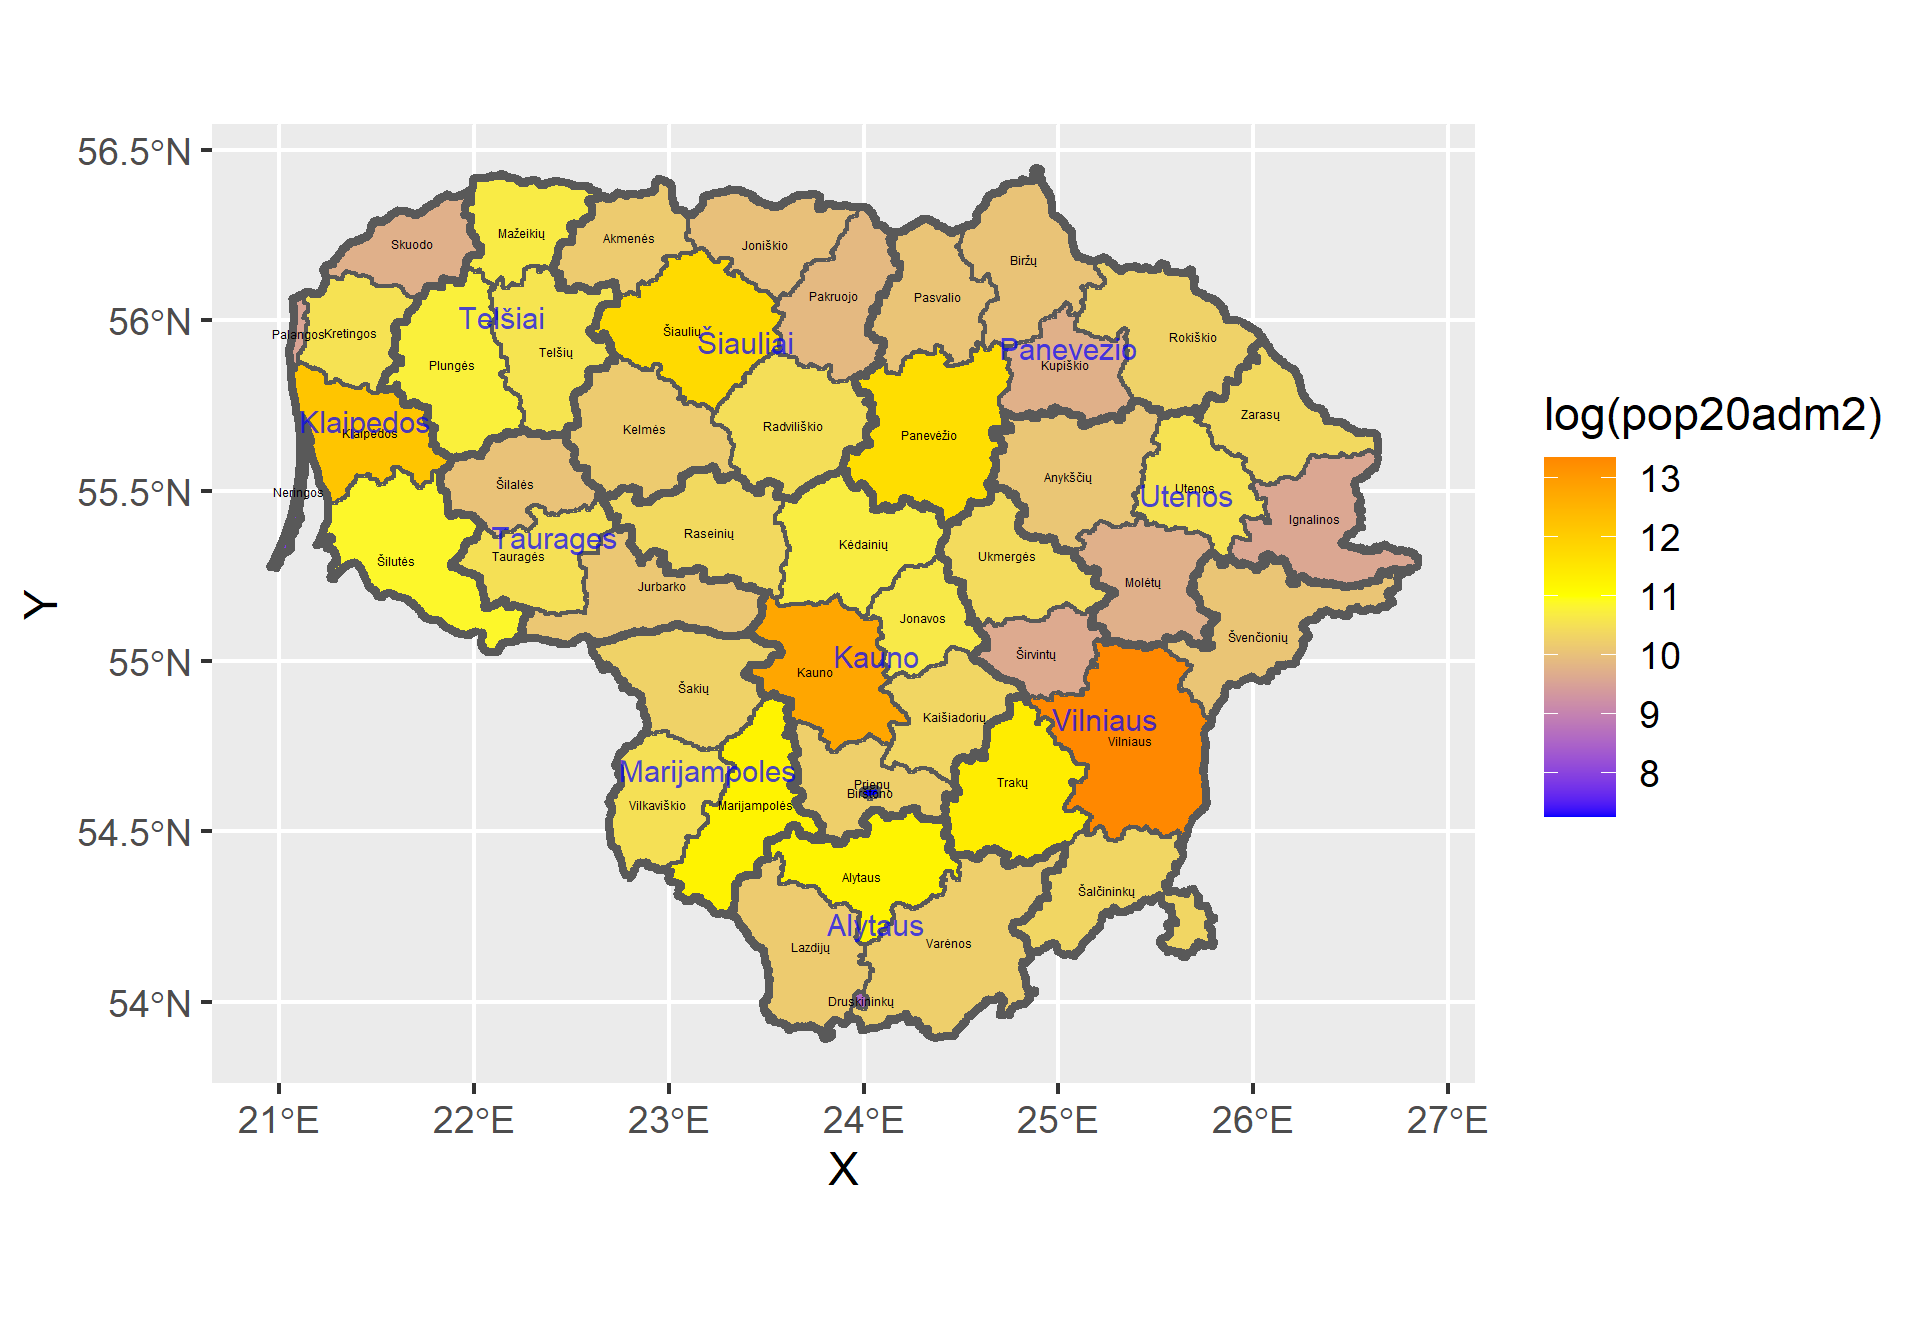 56.5°N
56°N
55.5°N
55°N
54.5°N
54°N
21°E
22°E
23°E
24°E
25°E
26°E
27°E
X
Y
log(pop20adm2)
13
12
11
10
9
8
Skuodo
Mažeikių
Akmenės
Joniškio
Biržų
Pakruojo
Pasvalio
Palangos
Kretingos
Telšiai
Šiaulių
Šiauliai
Panevezio
Rokiškio
Plungės
Telšių
Kupiškio
Klaipedos
Klaipėdos
Kelmės
Radviliškio
Panevėžio
Zarasų
Neringos
Šilalės
Anykščių
Utenos
Utenos
Ignalinos
Taurages
Tauragės
Raseinių
Kėdainių
Ukmergės
Šilutės
Jurbarko
Molėtų
Jonavos
Švenčionių
Kauno
Kauno
Širvintų
Šakių
Kaišiadorių
Vilniaus
Vilniaus
Marijampoles
Vilkaviškio
Marijampolės
Prienų
Birštono
Trakų
Alytaus
Šalčininkų
Alytaus
Lazdijų
Varėnos
Druskininkų